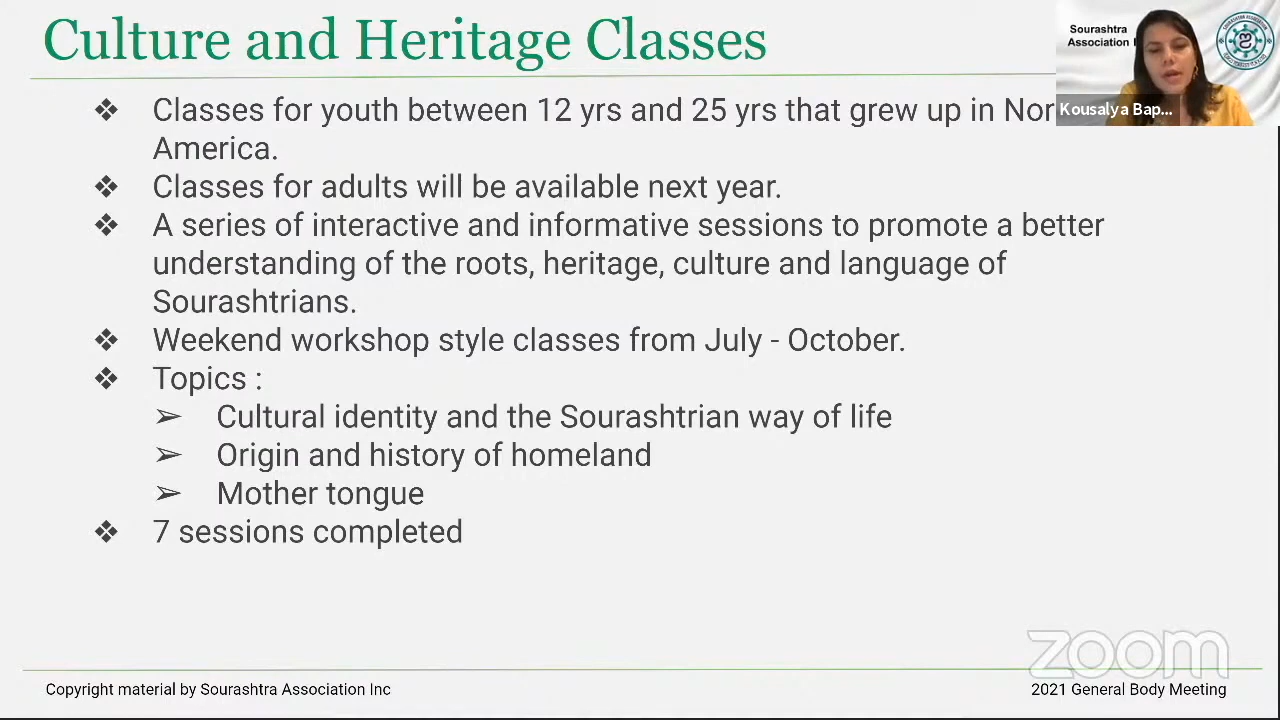 Culture and Heritage Classes
Sourashtra
Association I
Kousalya Bap...
❖ Classes for youth between 12 yrs and 25 yrs that grew up in Nor
America.
❖ Classes for adults will be available next year.
❖ A series of interactive and informative sessions to promote a better
understanding of the roots, heritage, culture and language of
Sourashtrians.
❖ Weekend workshop style classes from July - October.
❖ Topics :
➢ Cultural identity and the Sourashtrian way of life
➢ Origin and history of homeland
➢ Mother tongue
❖ 7 sessions completed
zoom
Copyright material by Sourashtra Association Inc
2021 General Body Meeting